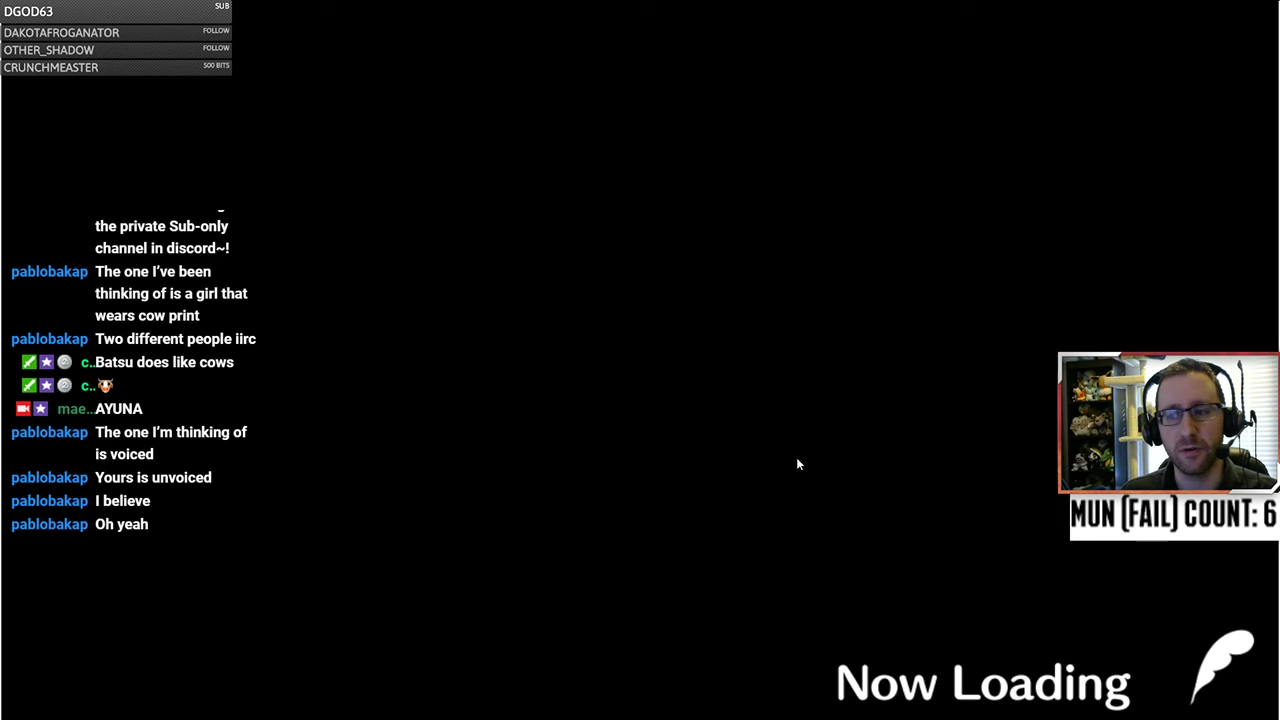 DGOD63 SUB
DAKOTAFROGANATOR FOLLOW
OTHER_SHADOW FOLLOW
CRUNCHMEASTER 500 BITS
the private Sub-only
channel in discord~!
pablobakap The one I’ve been
thinking of is a girl that
wears cow print
pablobakap Two different people iirc
c..Batsu does like cows
c..
mae...AYUNA
pablobakap The one I’m thinking of
is voiced
pablobakap Yours is unvoiced
pablobakap I believe
pablobakap Oh yeah
MUN (FAIL) COUNT: 6
Now Loading